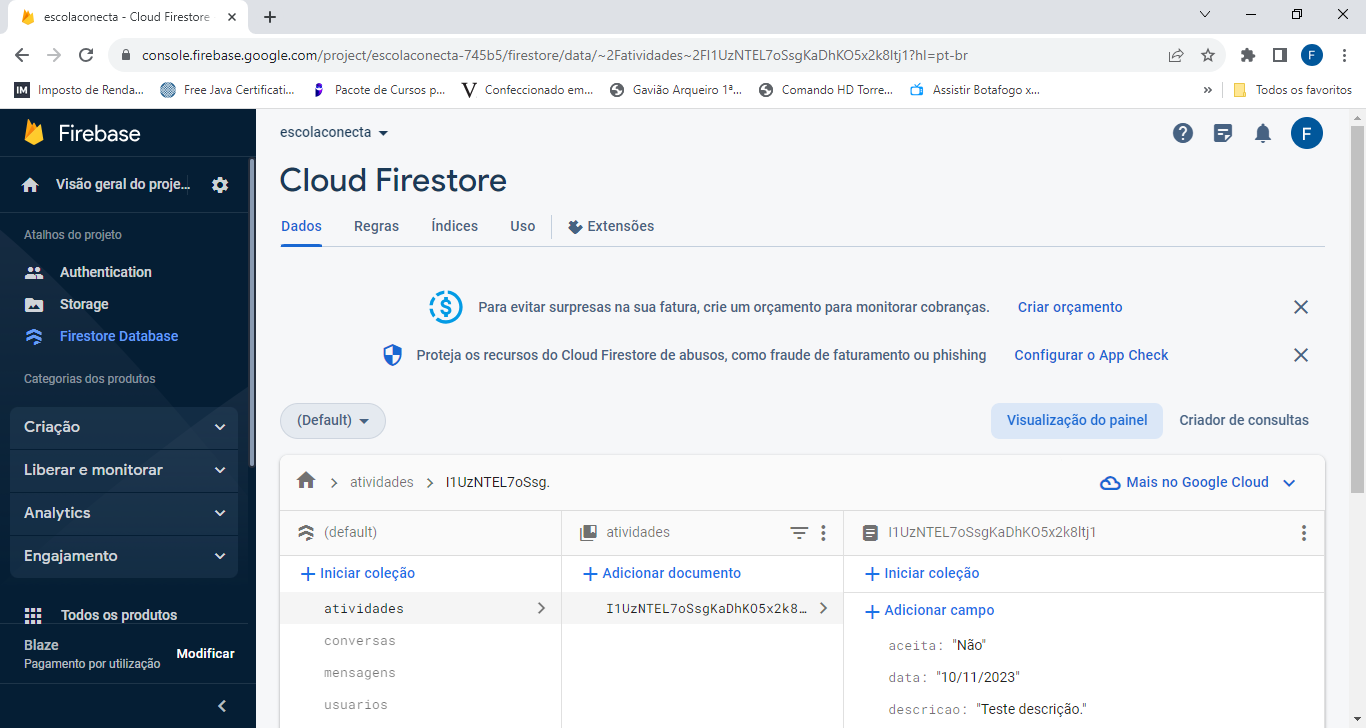 escolaconecta - Cloud Firestore
console.firebase.google.com/project/escolaconecta-745b5/firestore/data/~2Fatividades~2FI1UzNTEL7oSsgKaDhKO5x2k8ltj1?hl=pt-br
F
IM Imposto de Renda... Free Java Certificati... Pacote de Cursos p... Confeccionado em... Gavião Arqueiro 1ª... Comando HD Torre... Assistir Botafogo x... » Todos os favoritos
Firebase
Visão geral do proje...
Atalhos do projeto
Authentication
Storage
Firestore Database
Categorias dos produtos
Criação
Liberar e monitorar
Analytics
Engajamento
Todos os produtos
Blaze
Pagamento por utilização
Modificar
escolaconecta
F
Cloud Firestore
Dados Regras Índices Uso Extensões
Para evitar surpresas na sua fatura, crie um orçamento para monitorar cobranças. Criar orçamento
Proteja os recursos do Cloud Firestore de abusos, como fraude de faturamento ou phishing Configurar o App Check
(Default) Visualização do painel Criador de consultas
atividades I1UzNTEL7oSsg. Mais no Google Cloud
(default) atividades I1UzNTEL7oSsgKaDhKO5x2k8ltj1
Iniciar coleção Adicionar documento Iniciar coleção
atividades I1UzNTEL7oSsgKaDhKO5x2k8… Adicionar campo
conversas aceita: "Não"
mensagens data: "10/11/2023"
usuarios descricao: "Teste descrição."